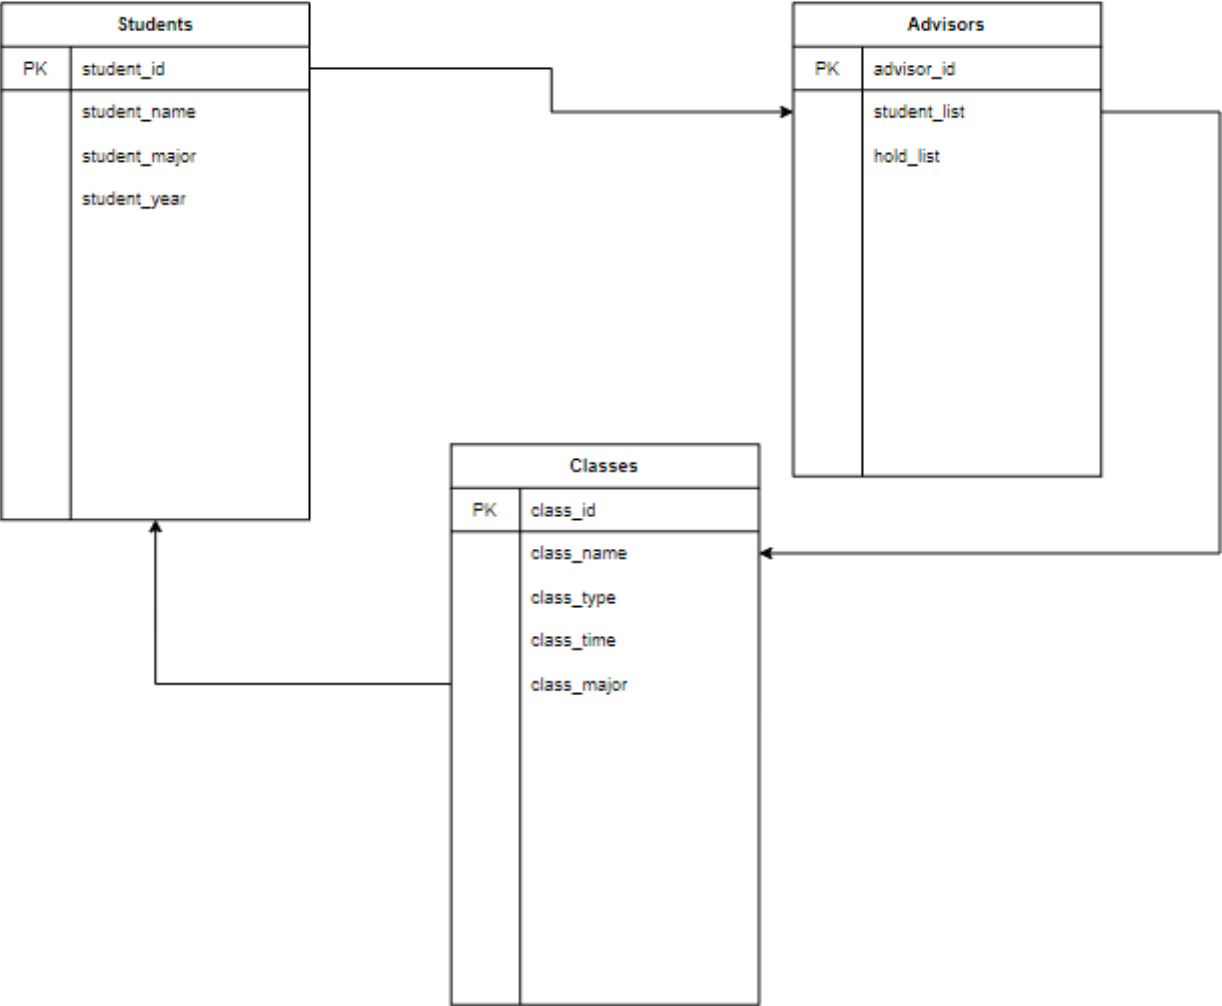 Students
PK student_id
student_name
student_major
student_year
Advisors
PK advisor_id
student_list
hold_list
Classes
PK class_id
class_name
class_type
class_time
class_major